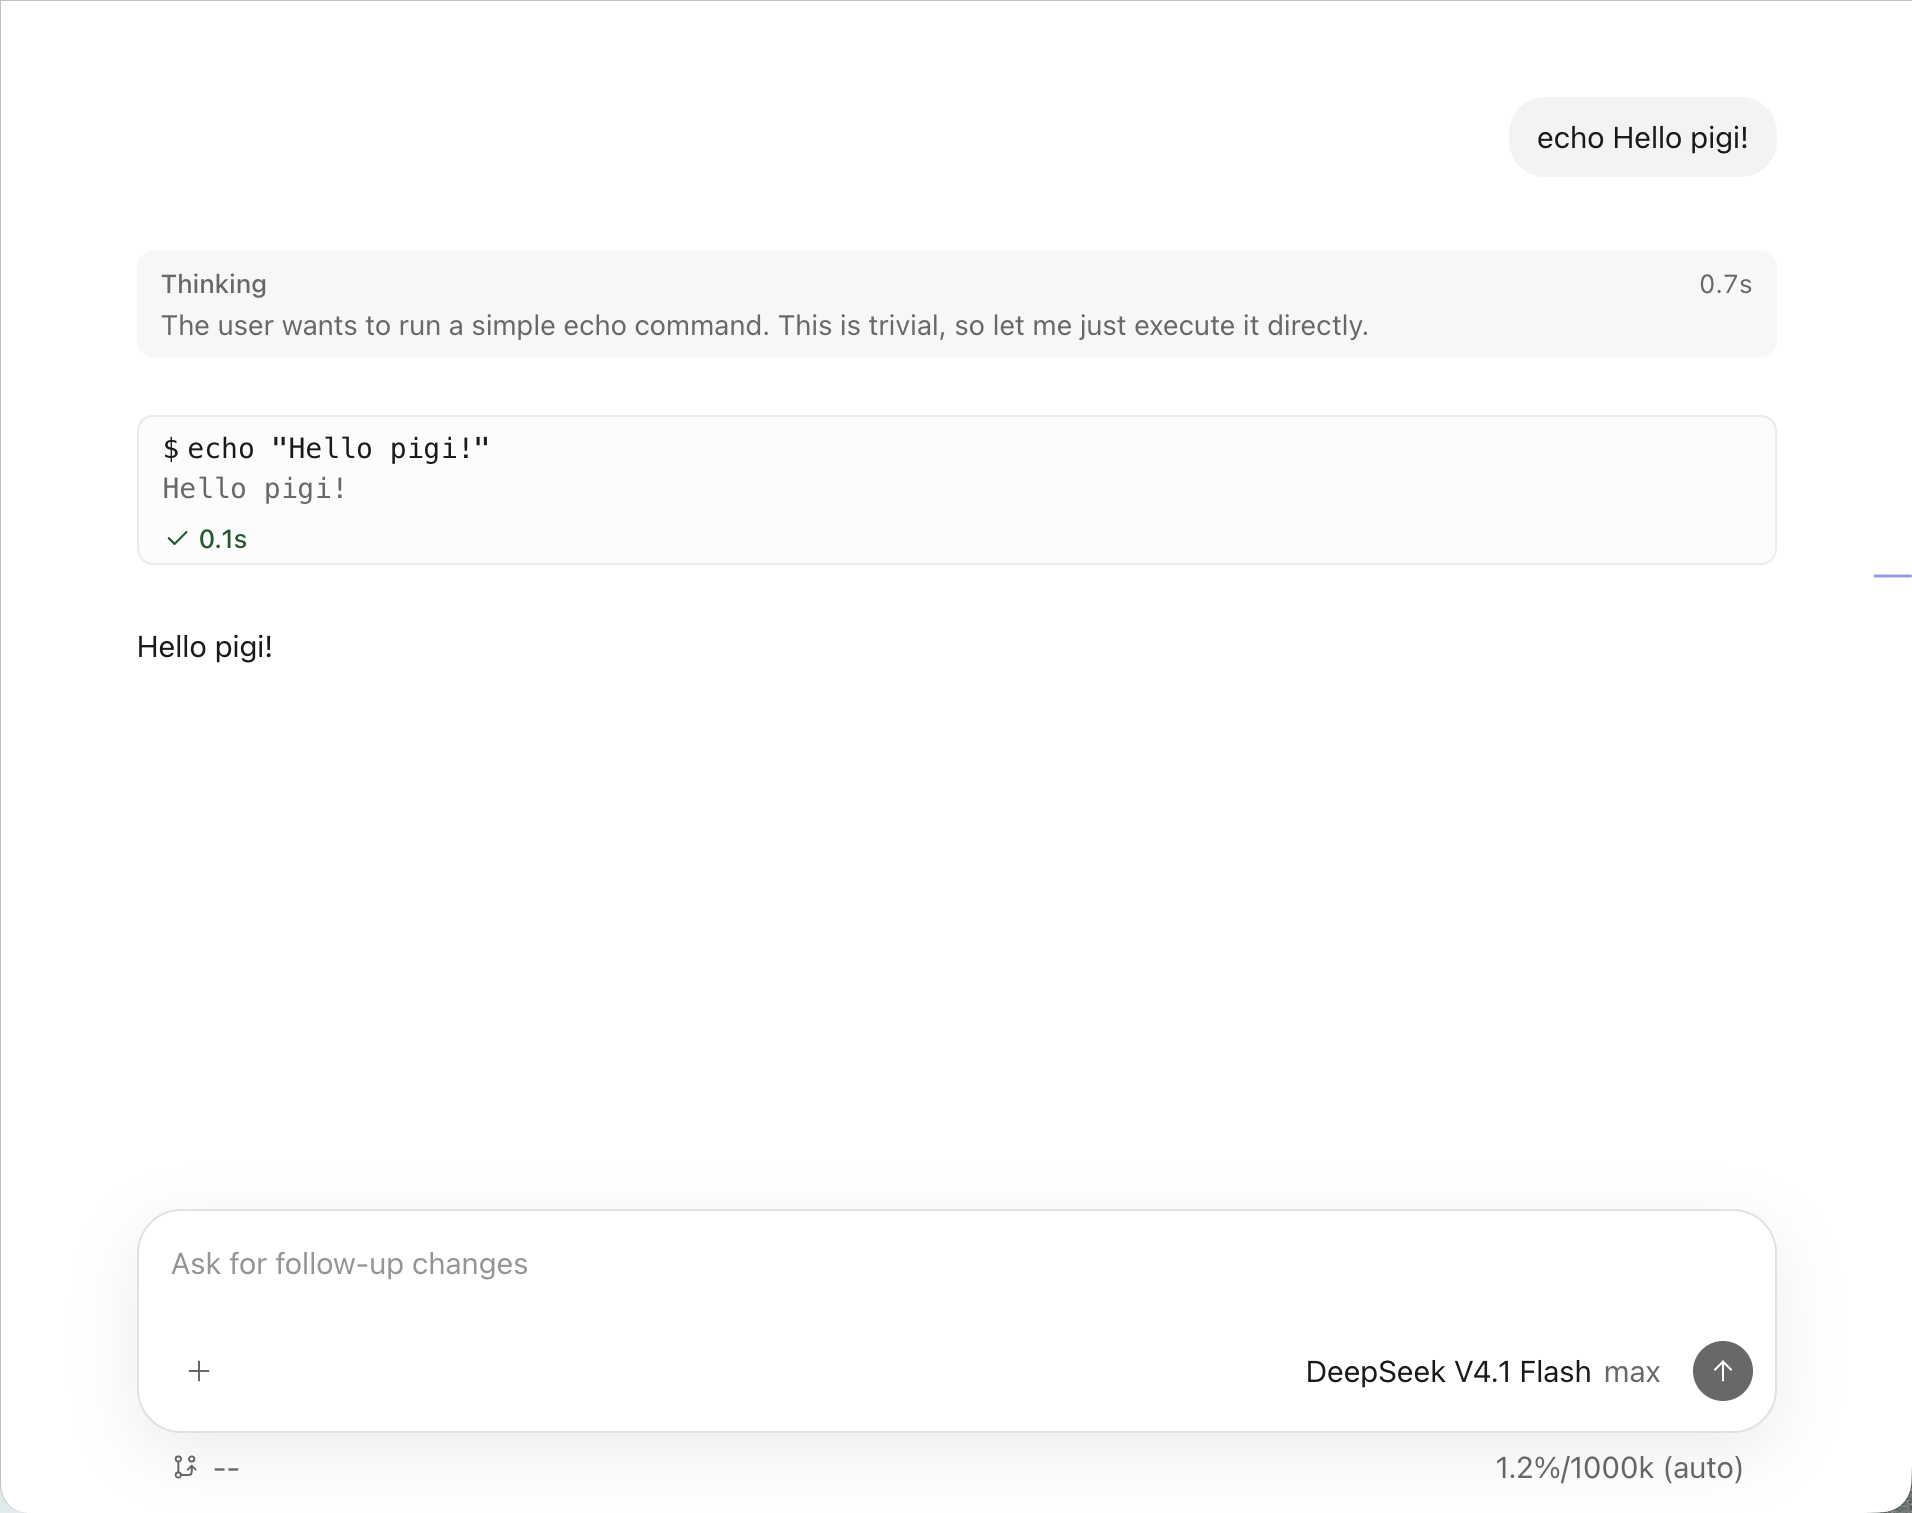 echo Hello pigi!
Thinking 0.7s
The user wants to run a simple echo command. This is trivial, so let me just execute it directly.
$ echo "Hello pigi!"
Hello pigi!
0.1s
Hello pigi!
Ask for follow-up changes
DeepSeek V4.1 Flash max
-- 1.2%/1000k (auto)